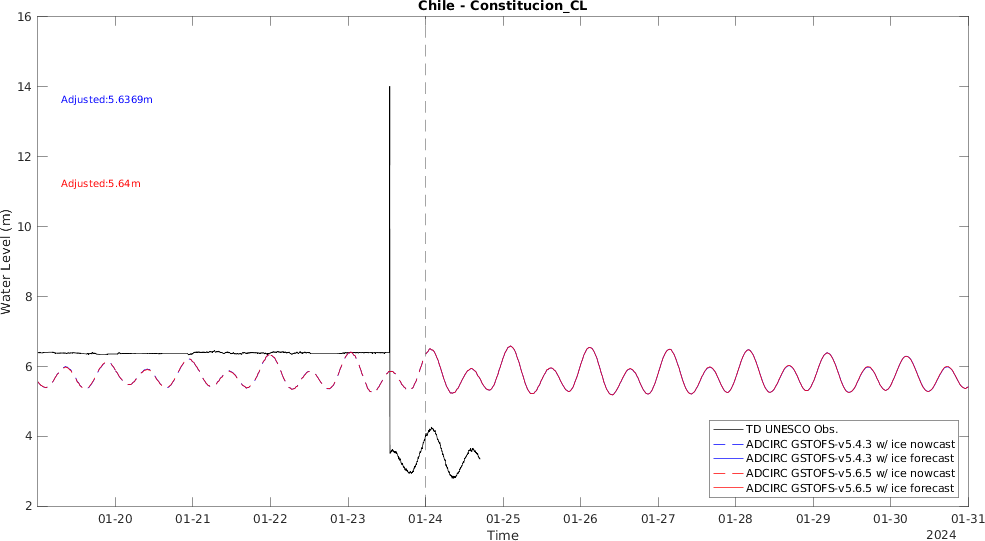 Chile - Constitucion_CL
16
14
12
10
8
6
4
2
Water Level (m)
Adjusted:5.6369m
Adjusted:5.64m
TD UNESCO Obs.
ADCIRC GSTOFS-v5.4.3 w/ ice nowcast
ADCIRC GSTOFS-v5.4.3 w/ ice forecast
ADCIRC GSTOFS-v5.6.5 w/ ice nowcast
ADCIRC GSTOFS-v5.6.5 w/ ice forecast
01-20 01-21 01-22 01-23 01-24 01-25 01-26 01-27 01-28 01-29 01-30 01-31
Time
2024